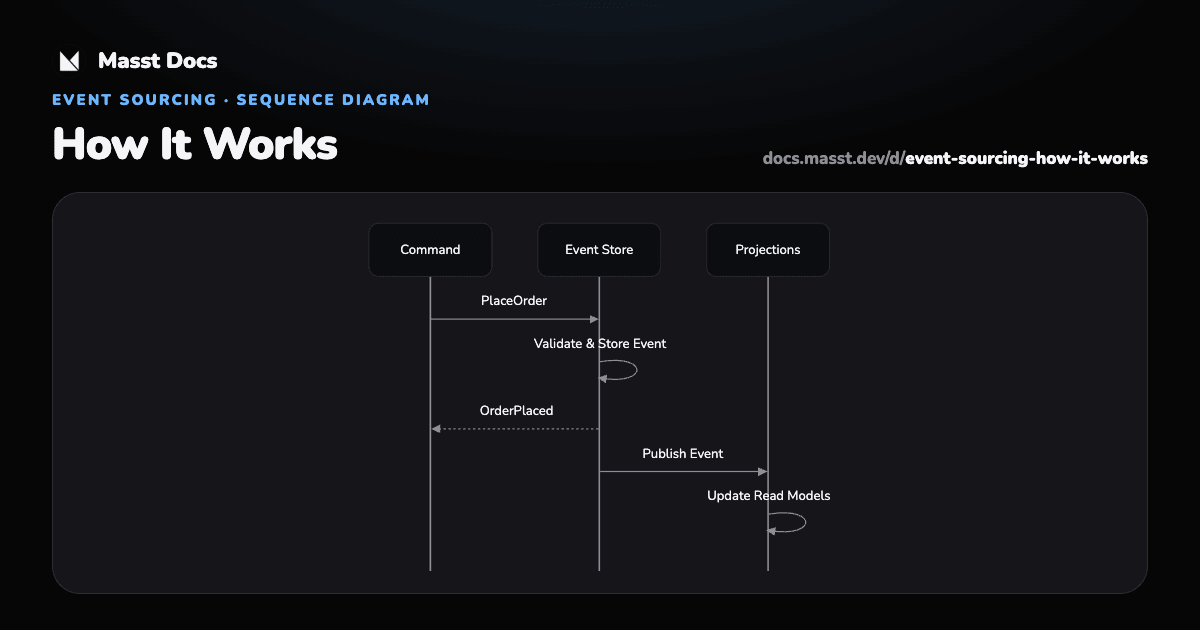 Masst Docs
EVENT SOURCING · SEQUENCE DIAGRAM
How It Works
docs.masst.dev/d/event-sourcing-how-it-works
Command
Event Store
Projections
PlaceOrder
Validate & Store Event
OrderPlaced
Publish Event
Update Read Models